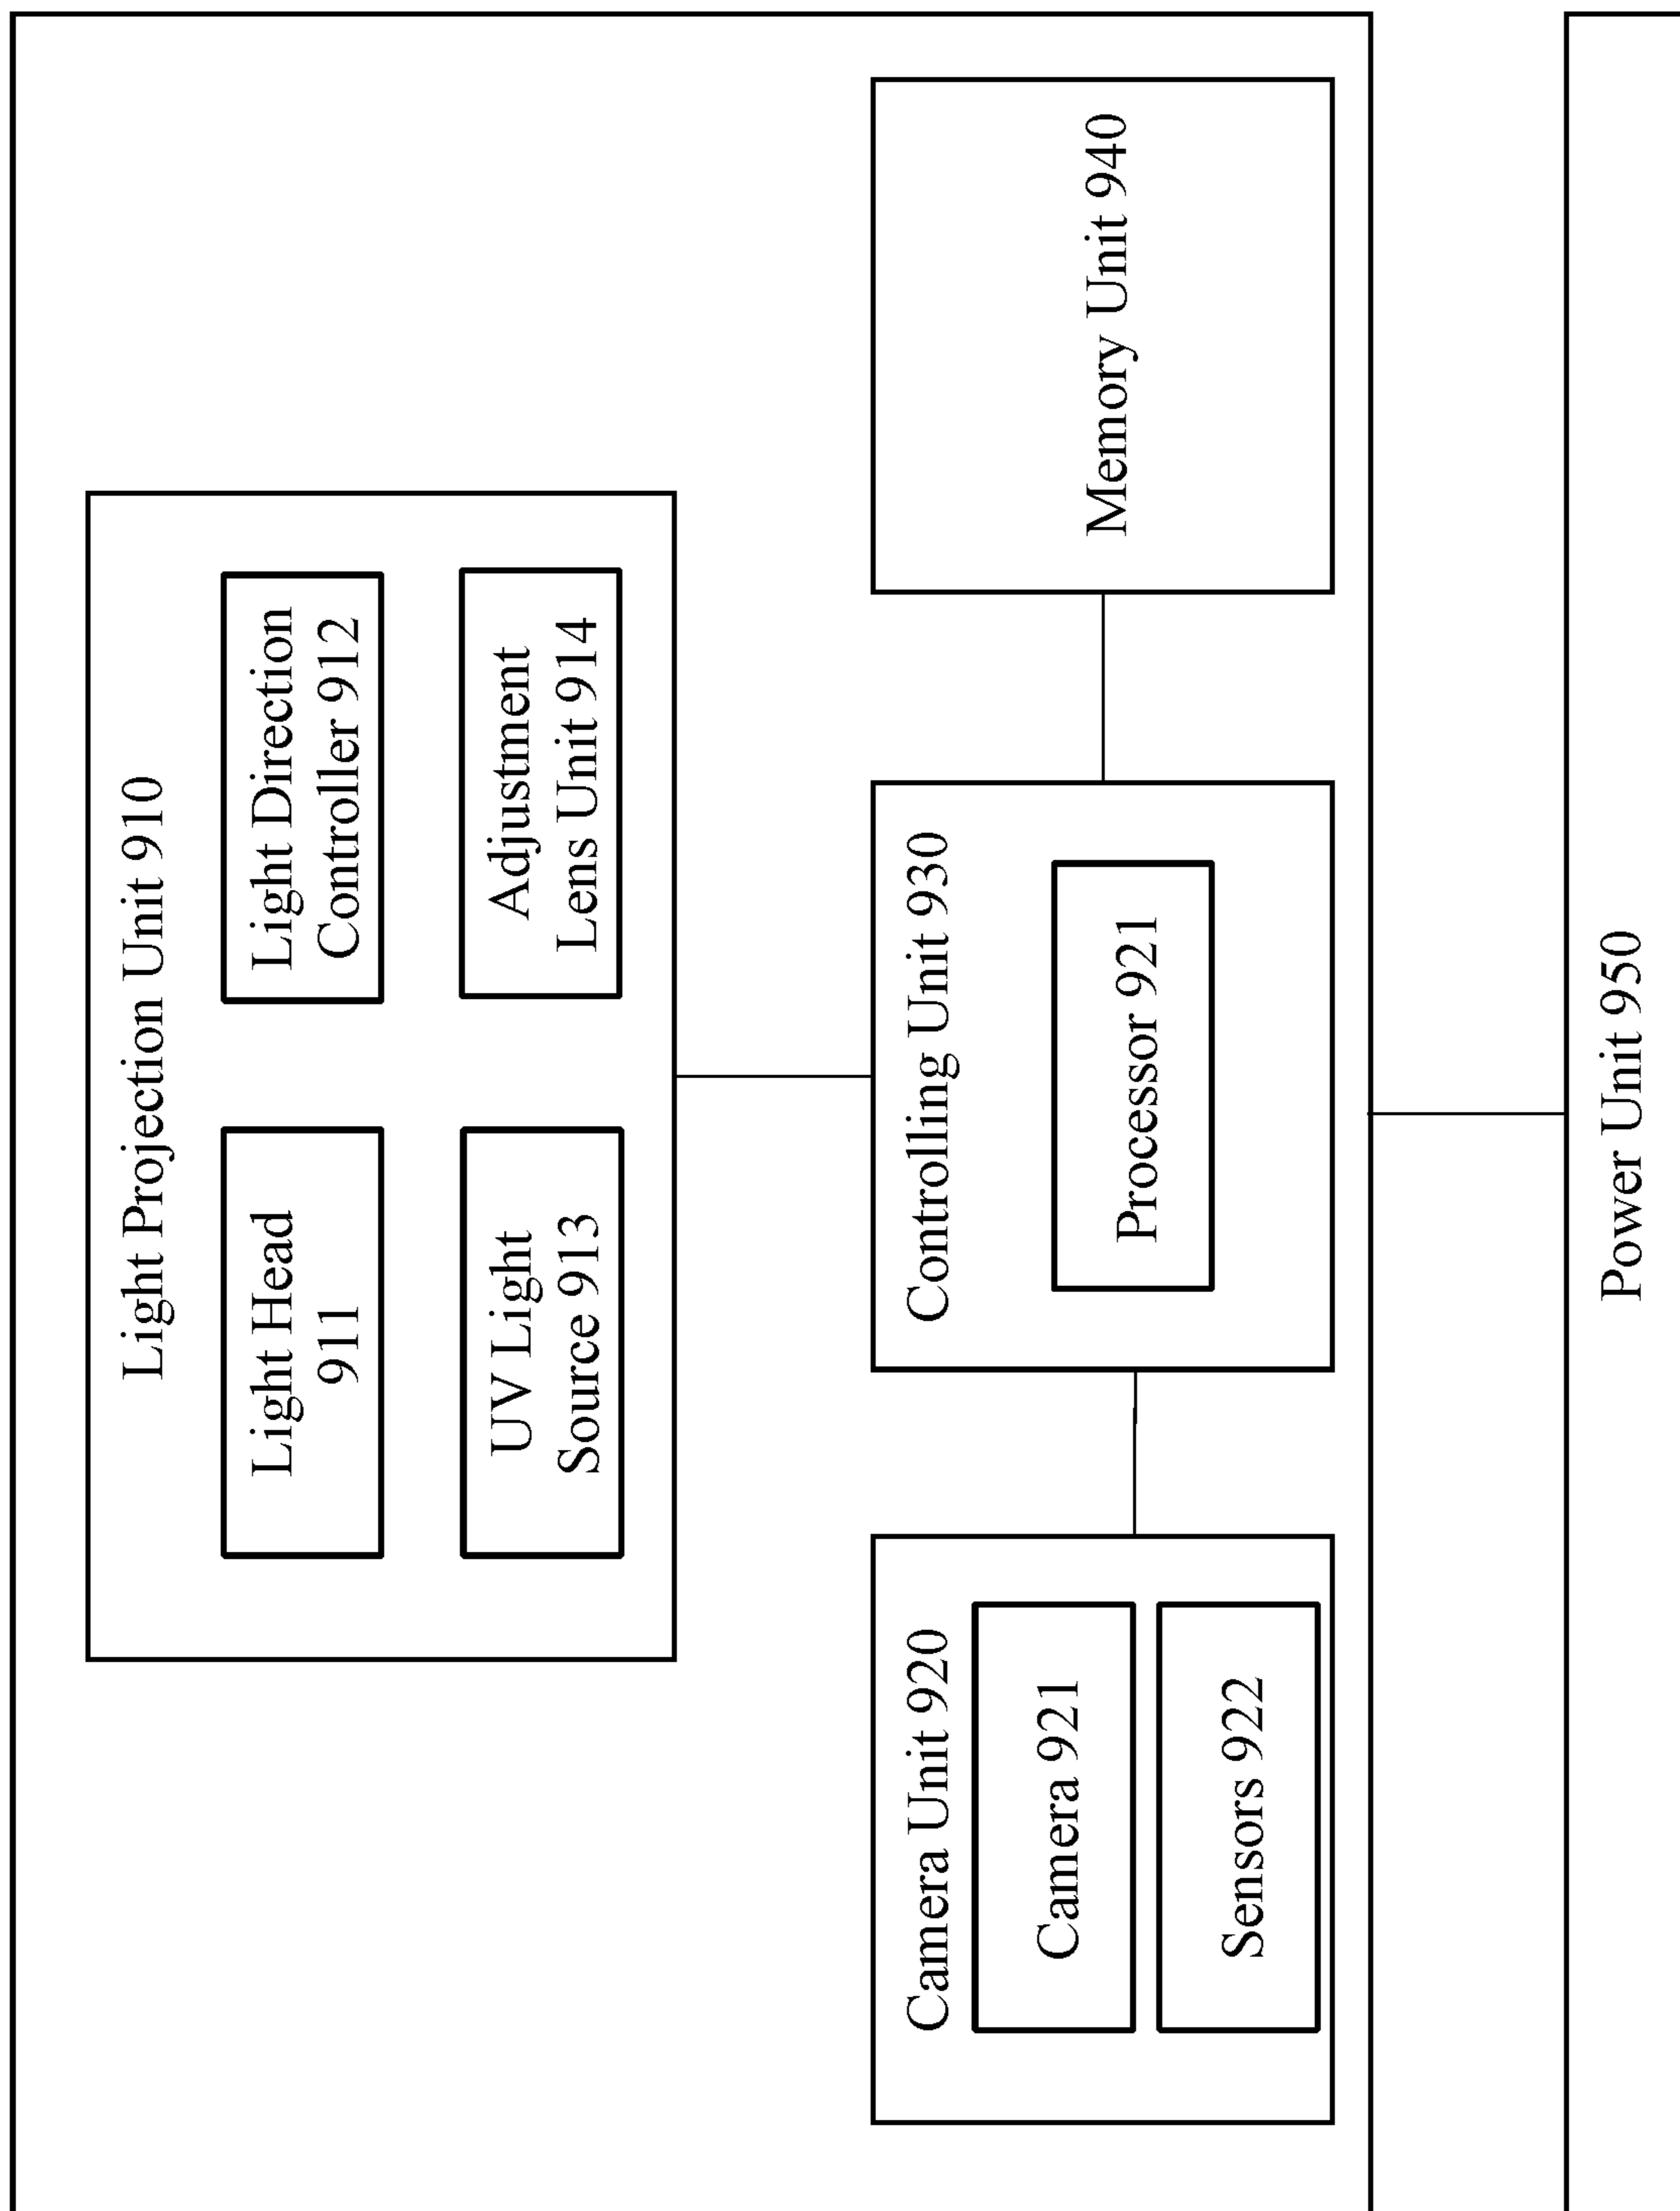 Light Projection Unit 910
Light Head
911
Light Direction
Controller 912
UV Light
Source 913
Adjustment
Lens Unit 914
Camera Unit 920
Camera 921
Sensors 922
Controlling Unit 930
Processor 921
Memory Unit 940
Power Unit 950